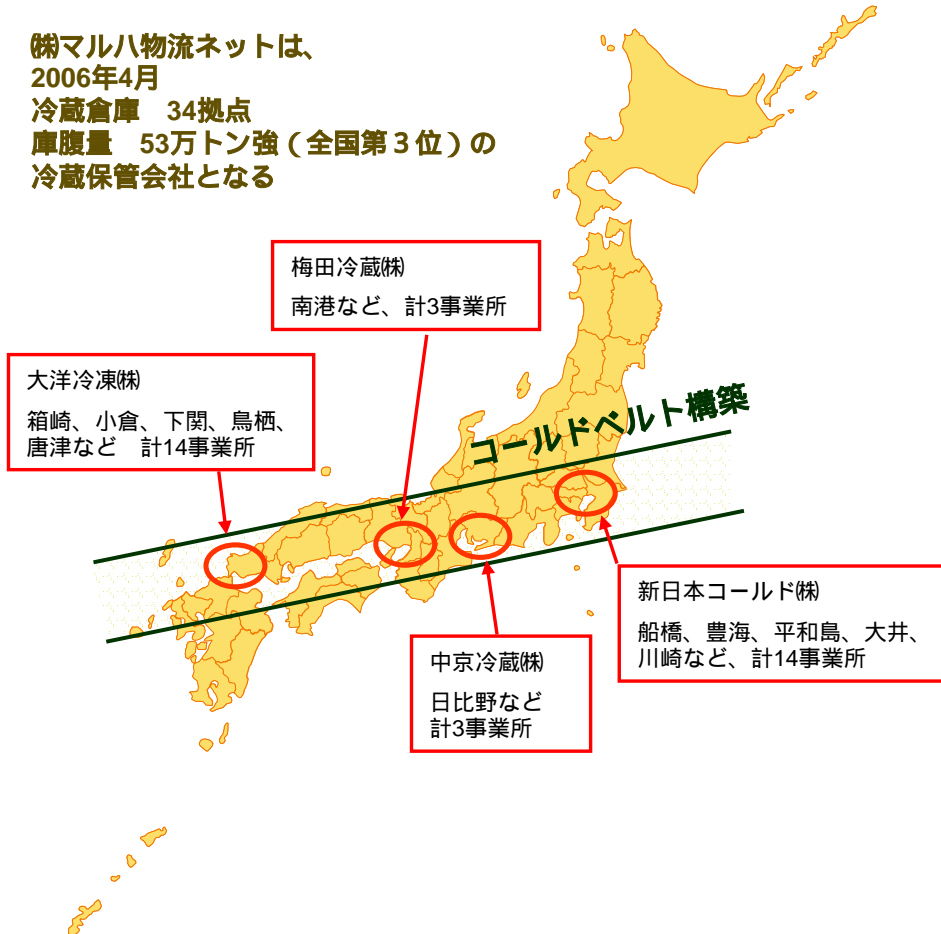 ㈱マルハ物流ネットは、
2006年4月
冷蔵倉庫　34拠点
庫腹量　53万トン強（全国第３位）の
冷蔵保管会社となる
梅田冷蔵㈱
南港など、計3事業所
大洋冷凍㈱
箱崎、小倉、下関、鳥栖、
唐津など　計14事業所
コールドベルト構築
新日本コールド㈱
船橋、豊海、平和島、大井、
川崎など、計14事業所
中京冷蔵㈱
日比野など
計3事業所